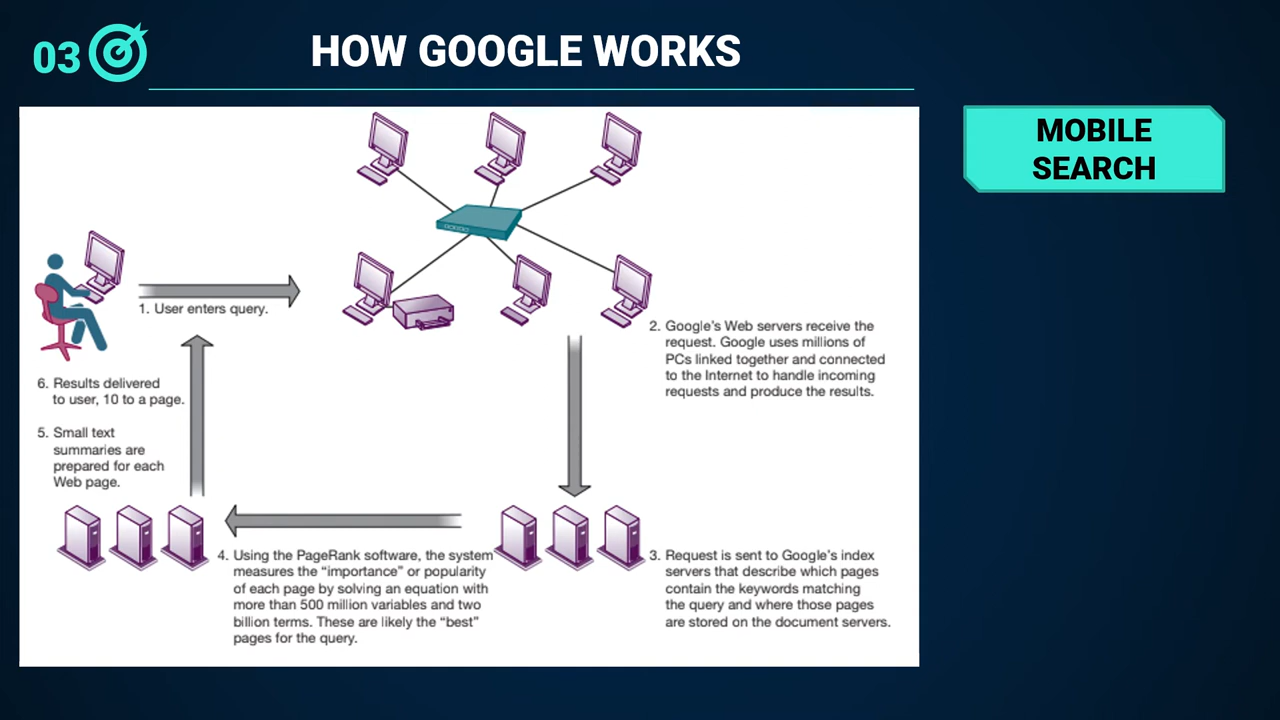 03
HOW GOOGLE WORKS
MOBILE
SEARCH
1. User enters query.
2. Google's Web servers receive the
request. Google uses millions of
PCs linked together and connected
to the Internet to handle incoming
requests and produce the results.
3. Request is sent to Google's index
servers that describe which pages
contain the keywords matching
the query and where those pages
are stored on the document servers.
4. Using the PageRank software, the system
measures the “importance” or popularity
of each page by solving an equation with
more than 500 million variables and two
billion terms. These are likely the “best”
pages for the query.
5. Small text
summaries are
prepared for each
Web page.
6. Results delivered
to user, 10 to a page.